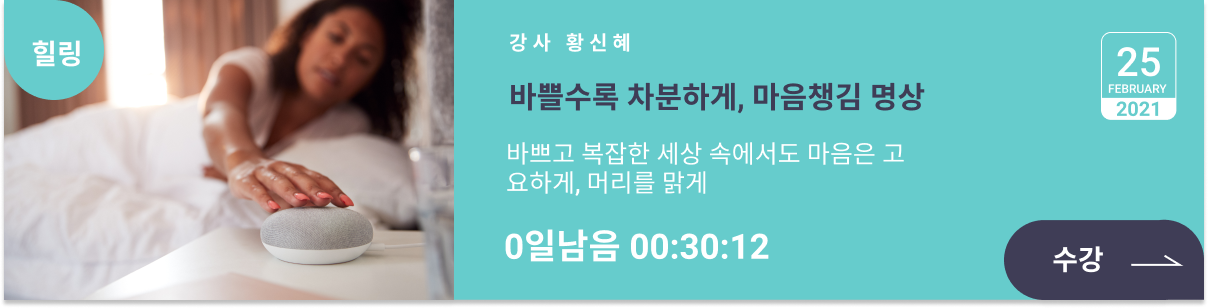 힐링
강사 황신혜
바쁠수록 차분하게, 마음챙김 명상
바쁘고 복잡한 세상 속에서도 마음은 고
요하게, 머리를 맑게
0일남음 00:30:12
25
FEBRUARY
2021
수강